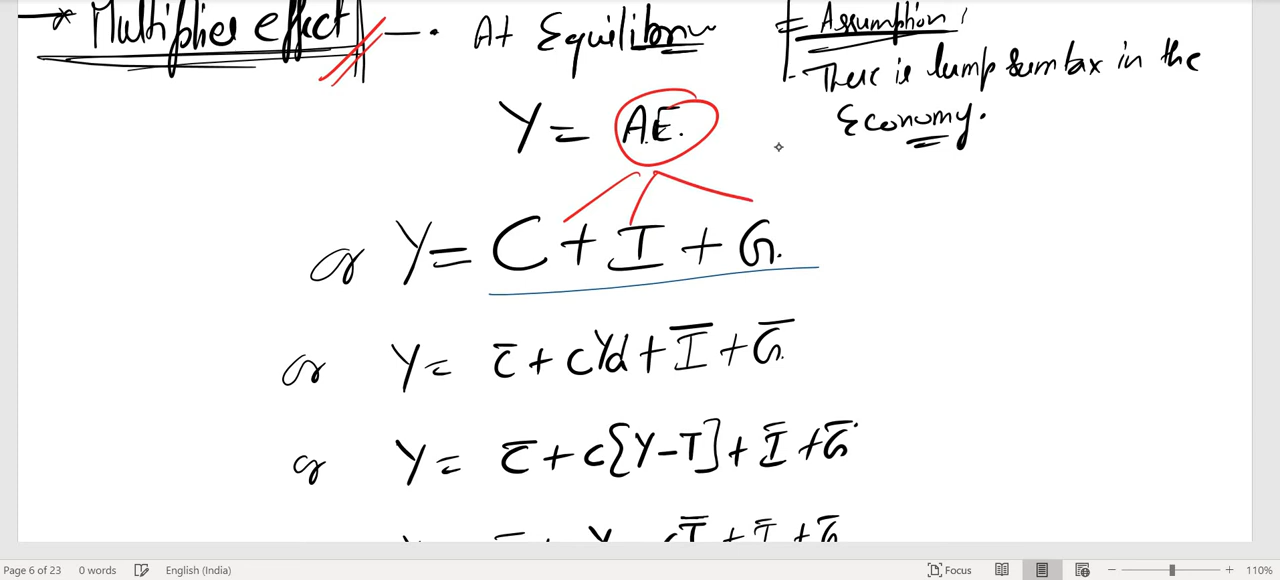 → Multiplier effect — . At Equilibrium
Assumption /
- There is lump sum tax in the
Economy.
Y = A.E.
or Y = C + I + G.
or Y = c̅ + cYd + I̅ + G̅.
or Y = c̅ + c[Y-T] + I̅ + G̅.
Page 6 of 23 0 words English (India) Focus 110%